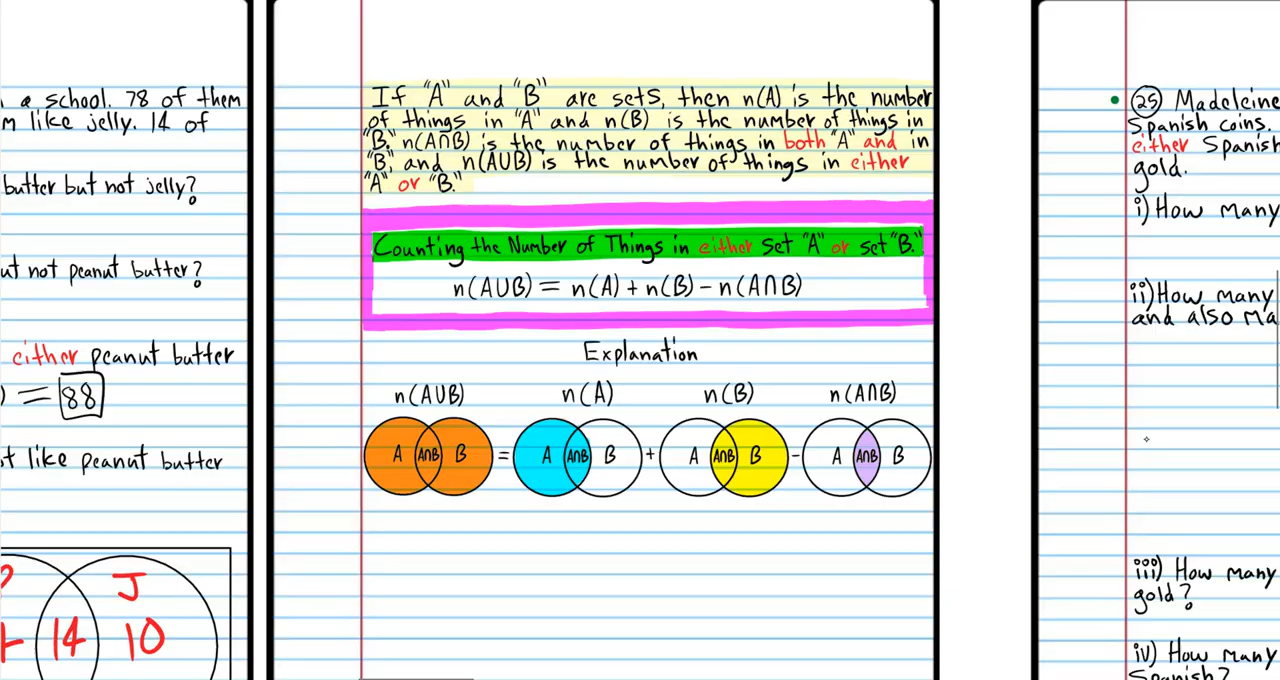 a school. 78 of them
m like jelly. 14 of
butter but not jelly?
ut not peanut butter?
either peanut butter
) = 88
t like peanut butter
J
14 10
If "A" and "B" are sets, then n(A) is the number
of things in "A" and n(B) is the number of things in
"B." n(A∩B) is the number of things in both "A" and in
"B", and n(A∪B) is the number of things in either
"A" or "B."
Counting the Number of Things in either Set "A" or set "B."
n(A∪B) = n(A) + n(B) - n(A∩B)
Explanation
n(A∪B) n(A) n(B) n(A∩B)
A A∩B B = A A∩B B + A A∩B B - A A∩B B
25 Madeleine
Spanish coins.
either Spanish
gold.
i) How many
ii) How many
and also ma
iii) How many
gold?
iv) How many
Spanish?